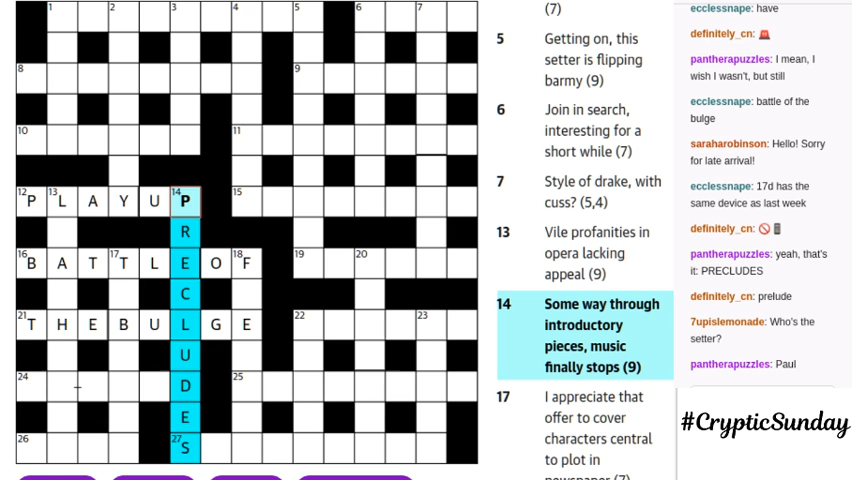 1 2 3 4 5 6 7
8 9
10 11
12 P 13 L A Y U 14 P 15
R
16 B A T 17 T L E O 18 F 19 20
C
21 T H E B U L G E 22 23
U
24 D 25
E
26 27 S
(7)
5 Getting on, this
setter is flipping
barmy (9)
6 Join in search,
interesting for a
short while (7)
7 Style of drake, with
cuss? (5,4)
13 Vile profanities in
opera lacking
appeal (9)
14 Some way through
introductory
pieces, music
finally stops (9)
17 I appreciate that
offer to cover
characters central
to plot in
newspaper (7)
ecclessnape: have
definitely_cn: 🚨
pantherapuzzles: I mean, I
wish I wasn't, but still
ecclessnape: battle of the
bulge
sararobinson: Hello! Sorry
for late arrival!
ecclessnape: 17d has the
same device as last week
definitely_cn: 🚫📱
pantherapuzzles: yeah, that's
it: PRECLUDES
definitely_cn: prelude
7upislemonade: Who's the
setter?
pantherapuzzles: Paul
#CrypticSunday